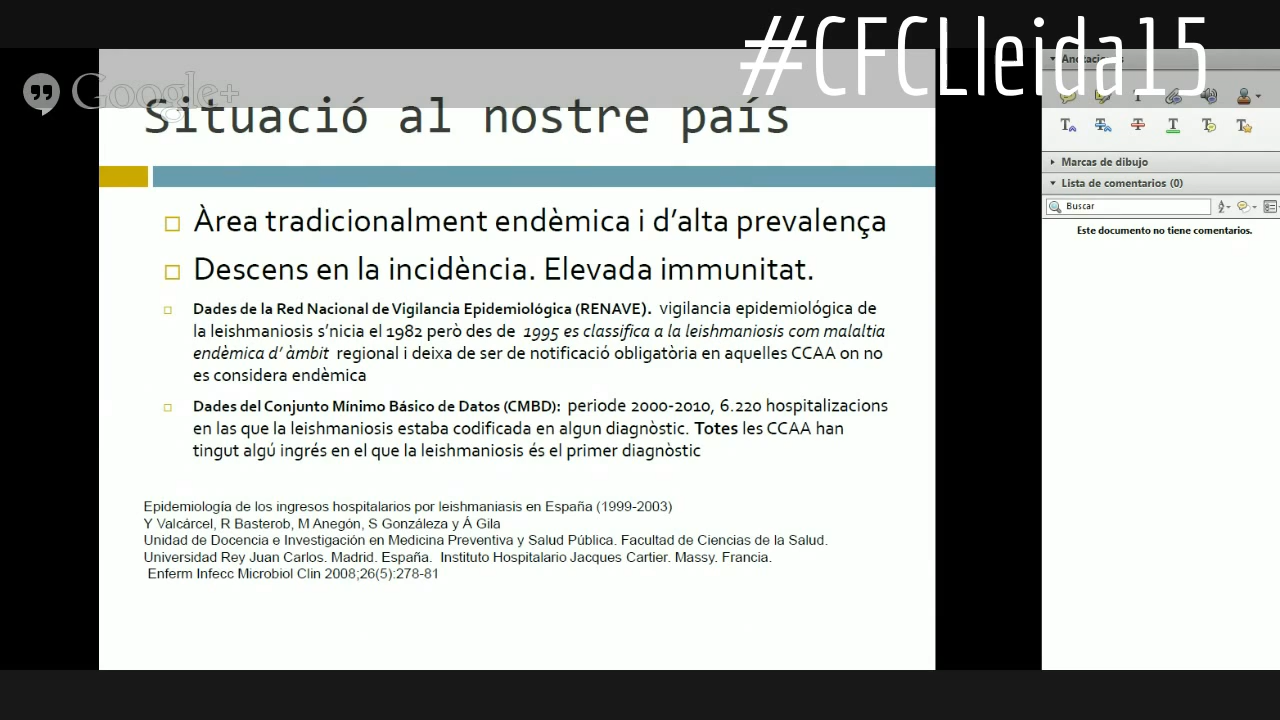 #CFCLleida15
Google+
Situació al nostre país
Àrea tradicionalment endèmica i d’alta prevalença
Descens en la incidència. Elevada immunitat.
Dades de la Red Nacional de Vigilancia Epidemiológica (RENAVE). vigilancia epidemiológica de
la leishmaniosis s’nicia el 1982 però des de 1995 es classifica a la leishmaniosis com malaltia
endèmica d’ àmbit regional i deixa de ser de notificació obligatòria en aquelles CCAA on no
es considera endèmica
Dades del Conjunto Mínimo Básico de Datos (CMBD): periode 2000-2010, 6.220 hospitalizacions
en las que la leishmaniosis estaba codificada en algun diagnòstic. Totes les CCAA han
tingut algú ingrés en el que la leishmaniosis és el primer diagnòstic
Epidemiología de los ingresos hospitalarios por leishmaniasis en España (1999-2003)
Y Valcárcel, R Basterob, M Anegón, S Gonzáleza y Á Gila
Unidad de Docencia e Investigación en Medicina Preventiva y Salud Pública. Facultad de Ciencias de la Salud.
Universidad Rey Juan Carlos. Madrid. España. Instituto Hospitalario Jacques Cartier. Massy. Francia.
Enferm Infecc Microbiol Clin 2008;26(5):278-81
Anotaciones
Marcas de dibujo
Lista de comentarios (0)
Buscar
Este documento no tiene comentarios.